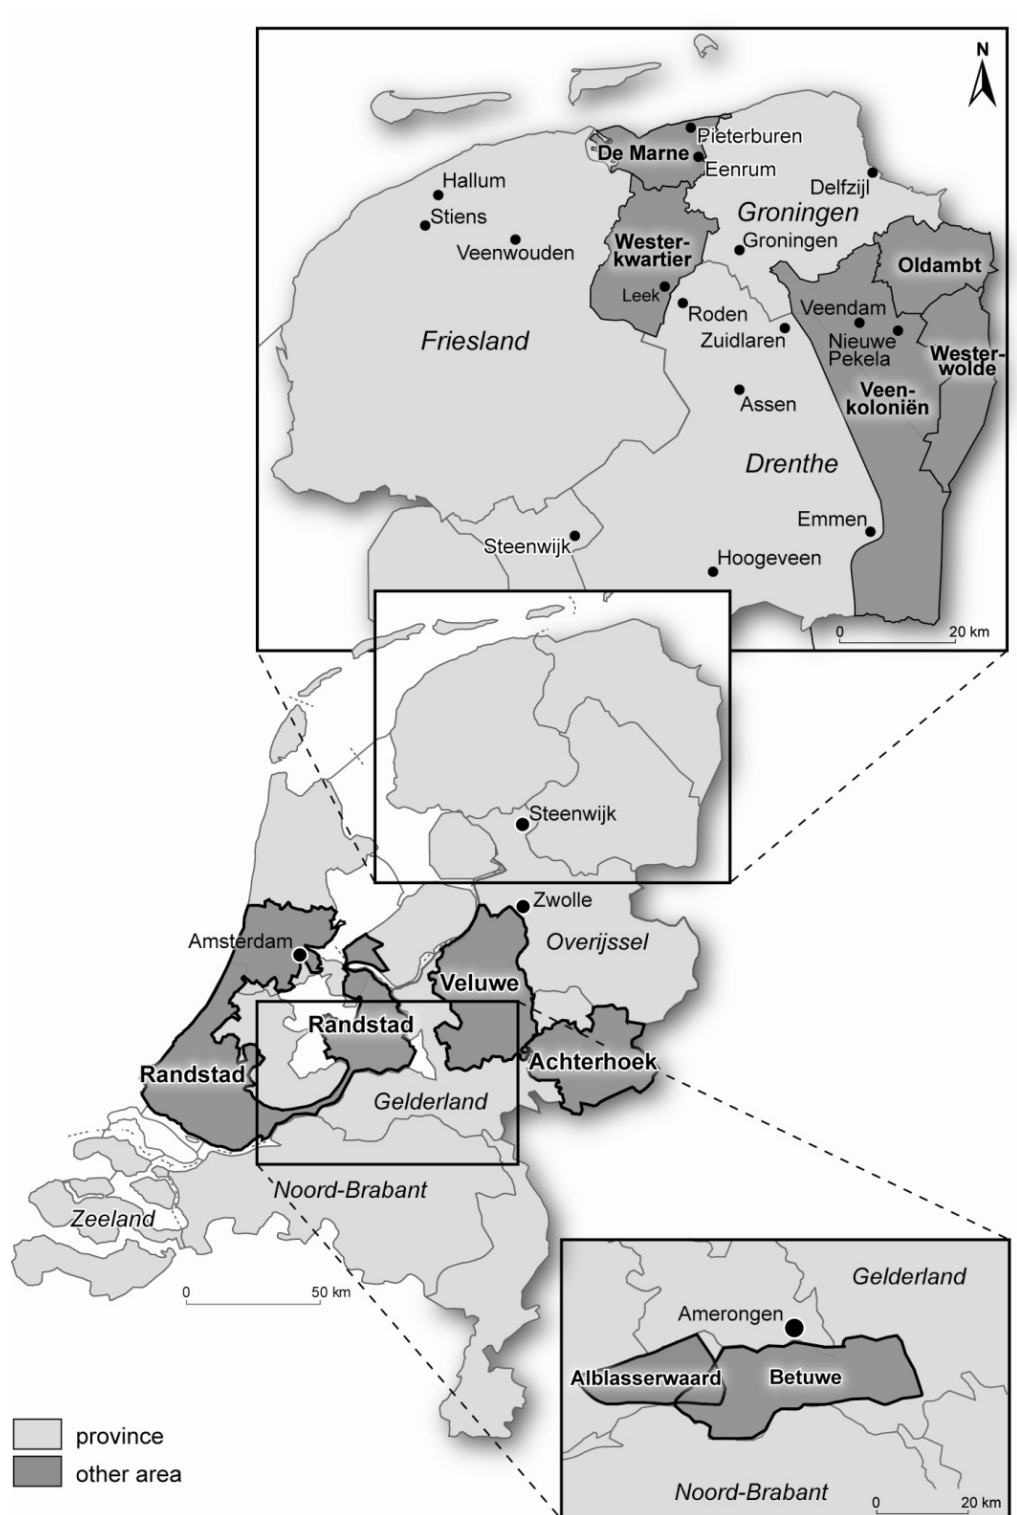 N
Pieterburen
De Marne
Eenrum
Hallum
Delfzijl
Stiens
Groningen
Veenwouden
Wester-
kwartier
Groningen
Oldambt
Leek
Roden
Veendam
Zuidlaren
Nieuwe
Pekela
Friesland
Wester-
wolde
Veen-
koloniën
Assen
Drenthe
Emmen
Steenwijk
Hoogeveen
0 20 km
Steenwijk
Zwolle
Amsterdam
Overijssel
Veluwe
Randstad
Achterhoek
Randstad
Gelderland
Noord-Brabant
Zeeland
0 50 km
Gelderland
Amerongen
Alblasserwaard
Betuwe
Noord-Brabant
0 20 km
province
other area